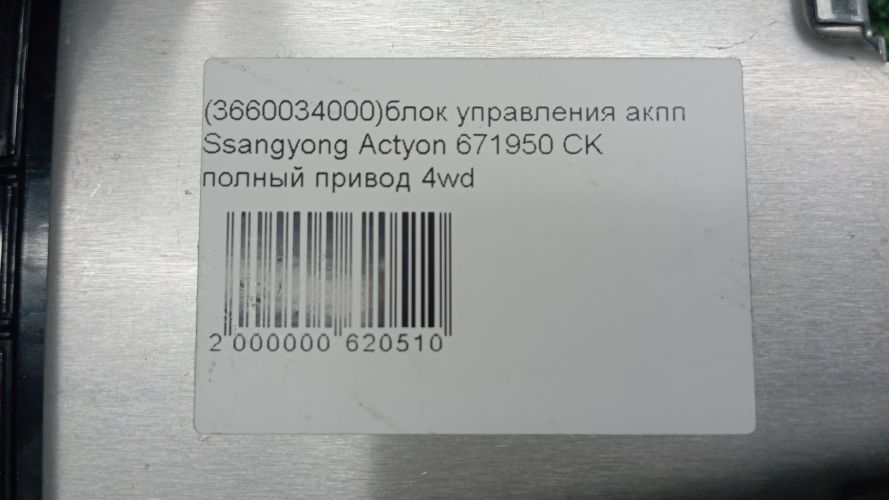 (3660034000)блок управления акпп
Ssangyong Actyon 671950 CK
полный привод 4wd
2 000000 620510